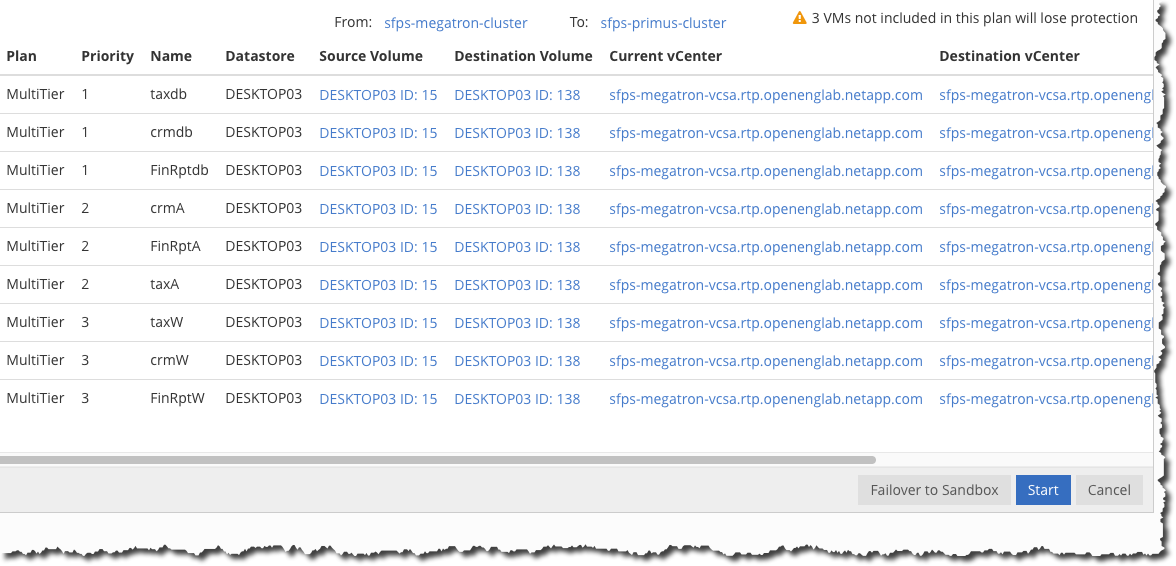 From: sfps-megatron-cluster To: sfps-primus-cluster 3 VMs not included in this plan will lose protection
Plan Priority Name Datastore Source Volume Destination Volume Current vCenter Destination vCenter
MultiTier 1 taxdb DESKTOP03 DESKTOP03 ID: 15 DESKTOP03 ID: 138 sfps-megatron-vcsa.rtp.openenglab.netapp.com sfps-megatron-vcsa.rtp.openengl
MultiTier 1 crmdb DESKTOP03 DESKTOP03 ID: 15 DESKTOP03 ID: 138 sfps-megatron-vcsa.rtp.openenglab.netapp.com sfps-megatron-vcsa.rtp.openengl
MultiTier 1 FinRptdb DESKTOP03 DESKTOP03 ID: 15 DESKTOP03 ID: 138 sfps-megatron-vcsa.rtp.openenglab.netapp.com sfps-megatron-vcsa.rtp.openengl
MultiTier 2 crmA DESKTOP03 DESKTOP03 ID: 15 DESKTOP03 ID: 138 sfps-megatron-vcsa.rtp.openenglab.netapp.com sfps-megatron-vcsa.rtp.openengl
MultiTier 2 FinRptA DESKTOP03 DESKTOP03 ID: 15 DESKTOP03 ID: 138 sfps-megatron-vcsa.rtp.openenglab.netapp.com sfps-megatron-vcsa.rtp.openengl
MultiTier 2 taxA DESKTOP03 DESKTOP03 ID: 15 DESKTOP03 ID: 138 sfps-megatron-vcsa.rtp.openenglab.netapp.com sfps-megatron-vcsa.rtp.openengl
MultiTier 3 taxW DESKTOP03 DESKTOP03 ID: 15 DESKTOP03 ID: 138 sfps-megatron-vcsa.rtp.openenglab.netapp.com sfps-megatron-vcsa.rtp.openengl
MultiTier 3 crmW DESKTOP03 DESKTOP03 ID: 15 DESKTOP03 ID: 138 sfps-megatron-vcsa.rtp.openenglab.netapp.com sfps-megatron-vcsa.rtp.openengl
MultiTier 3 FinRptW DESKTOP03 DESKTOP03 ID: 15 DESKTOP03 ID: 138 sfps-megatron-vcsa.rtp.openenglab.netapp.com sfps-megatron-vcsa.rtp.openengl
Failover to Sandbox Start Cancel